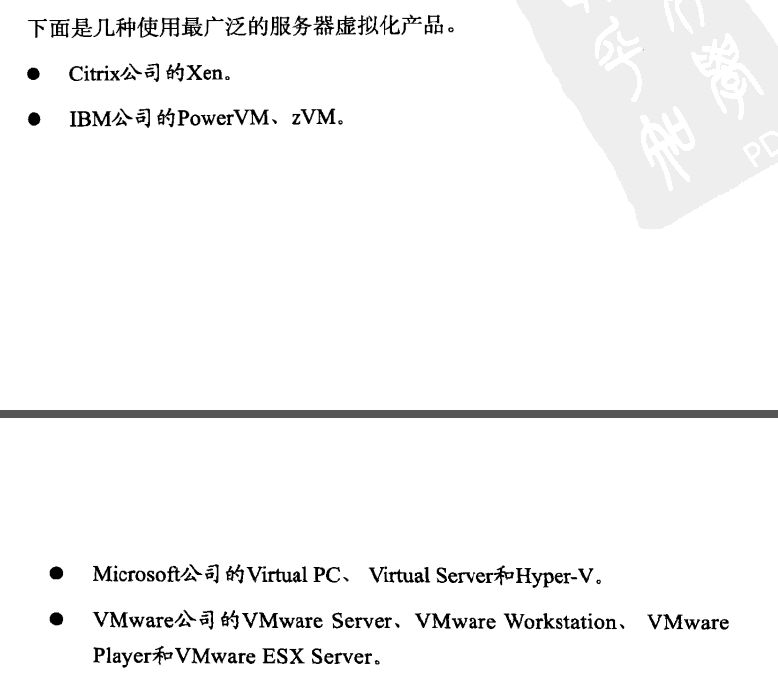 下面是几种使用最广泛的服务器虚拟化产品。
● Citrix公司的Xen。
● IBM公司的PowerVM、zVM。
PD
● Microsoft公司的Virtual PC、 Virtual Server和Hyper-V。
● VMware公司的VMware Server、VMware Workstation、 VMware
Player和VMware ESX Server。